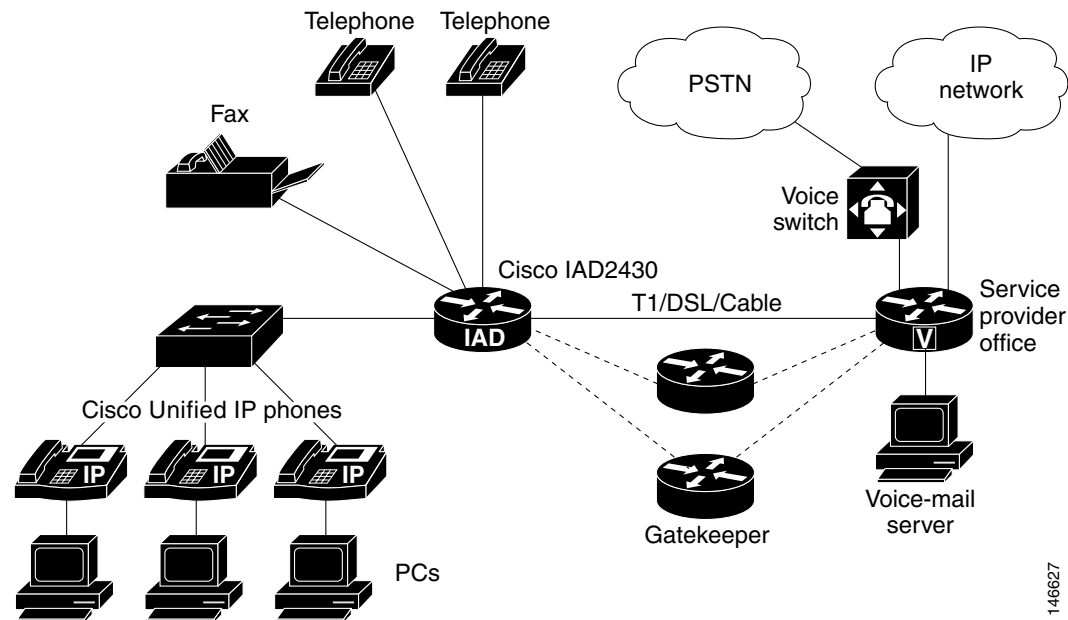 Telephone
Telephone
PSTN
IP
network
Fax
Voice
switch
Cisco IAD2430
T1/DSL/Cable
IAD
V
Service
provider
office
Cisco Unified IP phones
IP
IP
IP
Gatekeeper
Voice-mail
server
PCs
146627